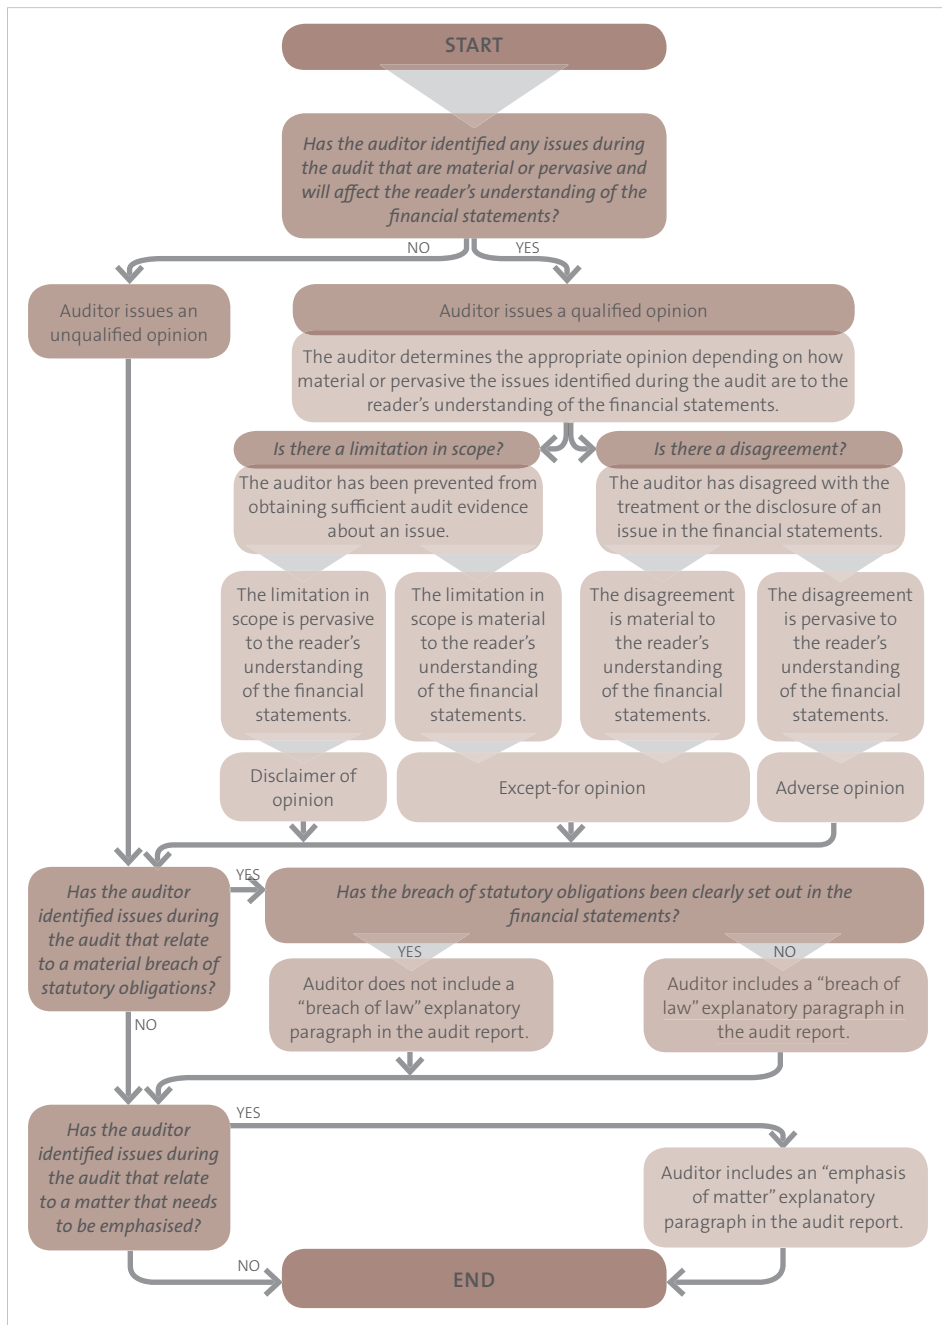 START
Has the auditor identified any issues during
the audit that are material or pervasive and
will affect the reader’s understanding of the
financial statements?
NO
YES
Auditor issues an
unqualified opinion
Auditor issues a qualified opinion
The auditor determines the appropriate opinion depending on how
material or pervasive the issues identified during the audit are to the
reader’s understanding of the financial statements.
Is there a limitation in scope?
The auditor has been prevented from
obtaining sufficient audit evidence
about an issue.
Is there a disagreement?
The auditor has disagreed with the
treatment or the disclosure of an
issue in the financial statements.
The limitation in
scope is pervasive
to the reader’s
understanding
of the financial
statements.
The limitation in
scope is material
to the reader’s
understanding
of the financial
statements.
The disagreement
is material to
the reader’s
understanding
of the financial
statements.
The disagreement
is pervasive to
the reader’s
understanding
of the financial
statements.
Disclaimer of
opinion
Except-for opinion
Adverse opinion
Has the auditor
identified issues during
the audit that relate
to a material breach of
statutory obligations?
YES
Has the breach of statutory obligations been clearly set out in the
financial statements?
YES
NO
Auditor does not include a
“breach of law” explanatory
paragraph in the audit report.
Auditor includes a “breach of
law” explanatory paragraph in
the audit report.
NO
Has the auditor
identified issues during
the audit that relate
to a matter that needs
to be emphasised?
YES
Auditor includes an “emphasis
of matter” explanatory
paragraph in the audit report.
NO
END